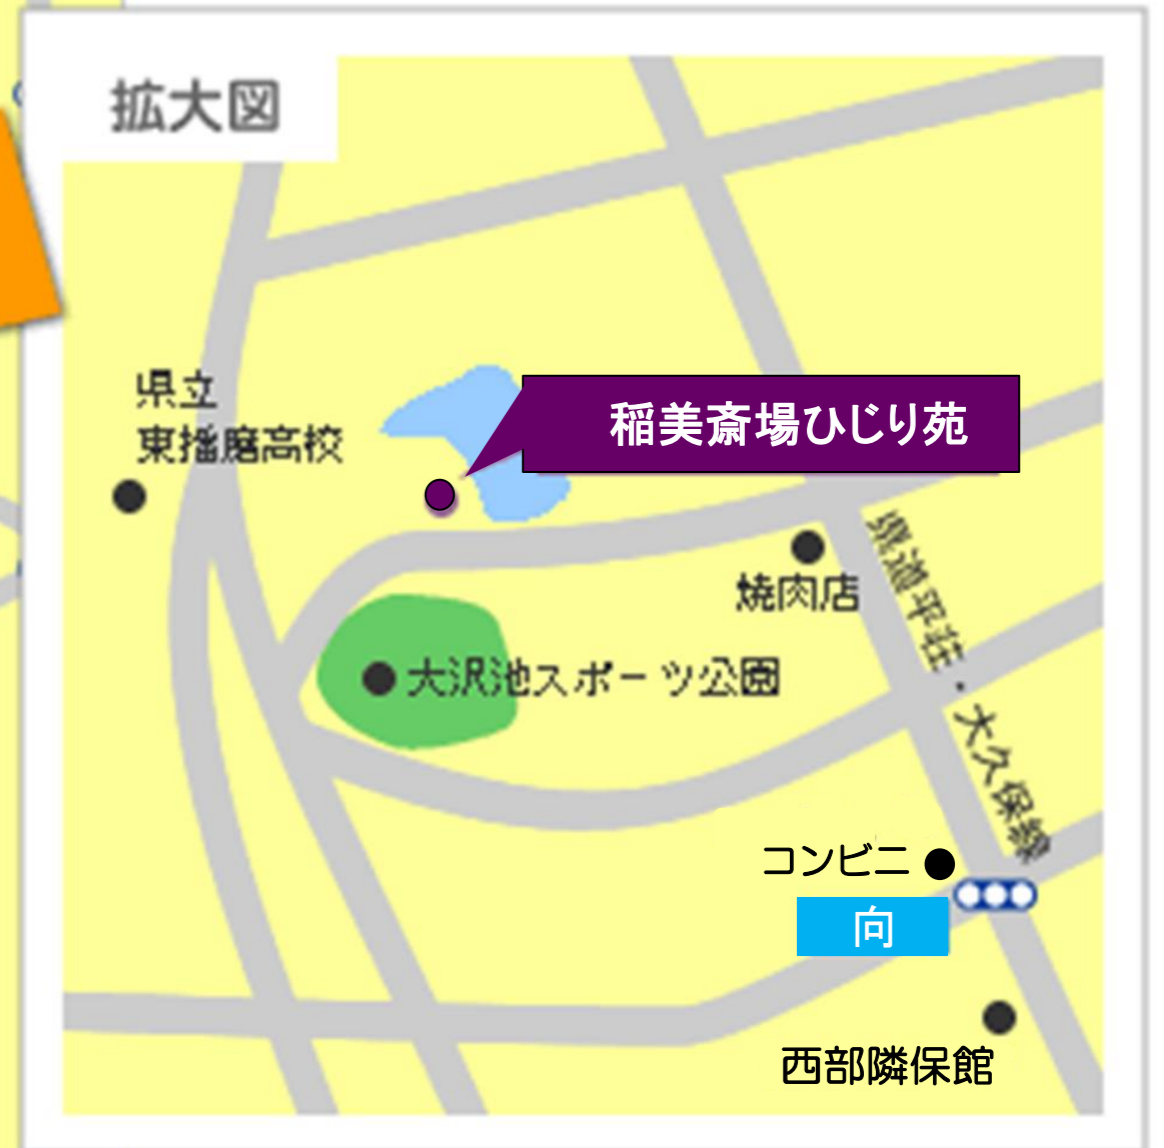 拡大図
県立
東播磨高校
稲美斎場ひじり苑
焼肉店
県道平荘・大久保線
大沢池スポーツ公園
コンビニ
向
西部隣保館